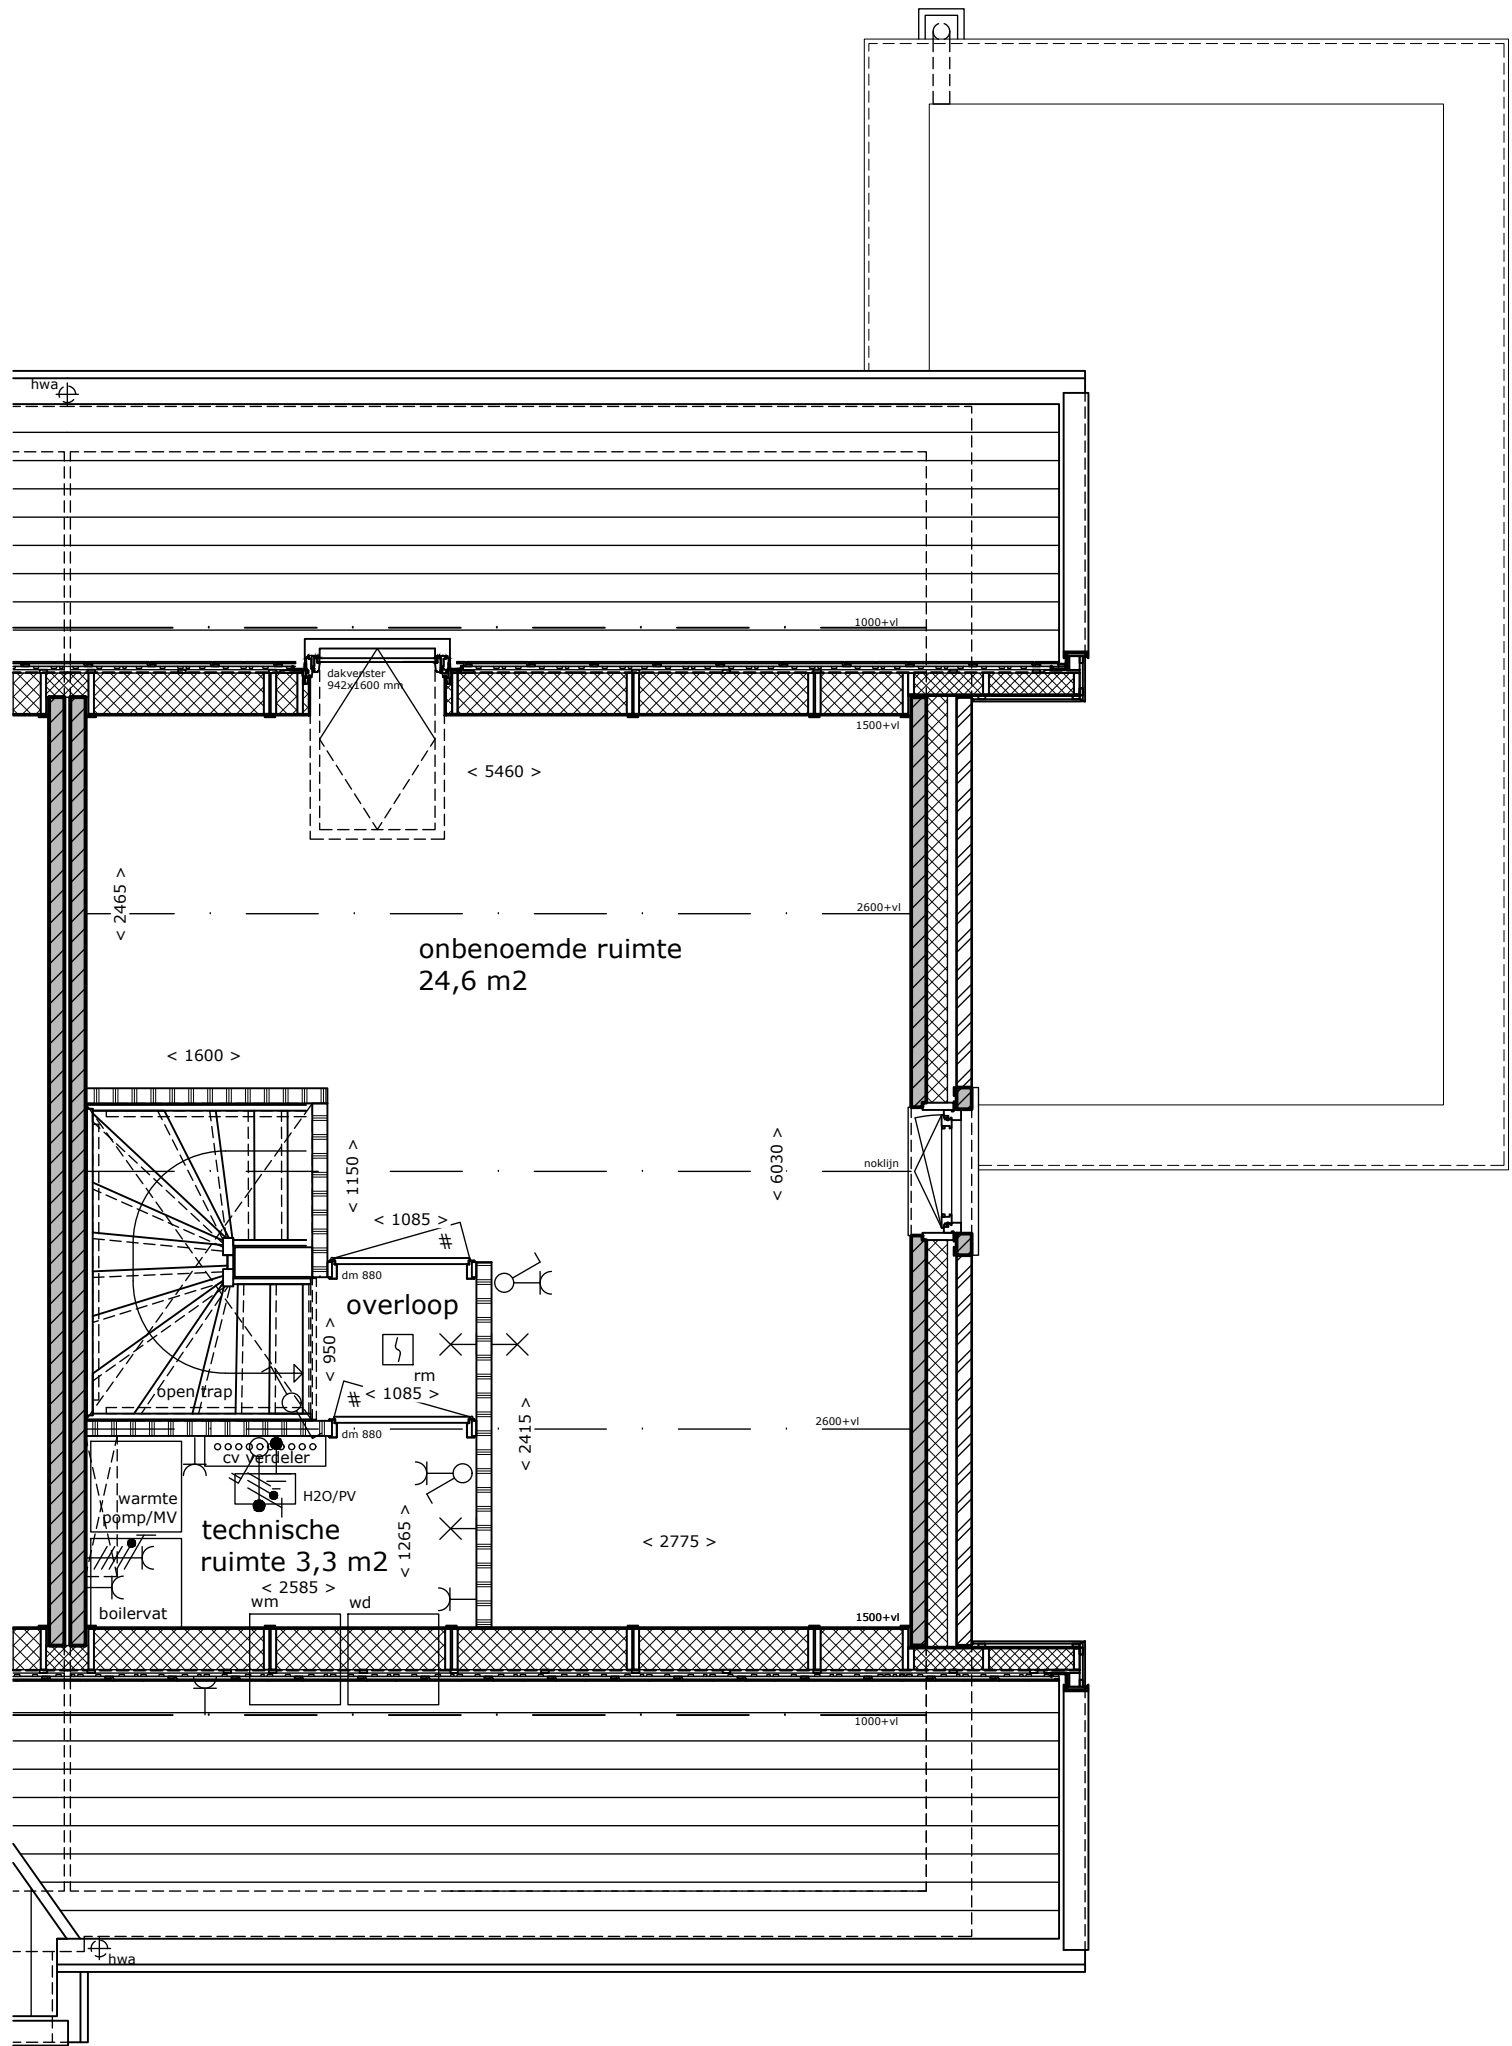 hwa
1000+vl
dakvenster
942x1600 mm
1500+vl
< 5460 >
< 2465 >
2600+vl
onbenoemde ruimte
24,6 m2
< 1600 >
< 1150 >
< 6030 >
noklijn
< 1085 >
#
dm 880
overloop
< 950 >
rm
# < 1085 >
open trap
dm 880
2600+vl
< 2415 >
cv verdeler
H2O/PV
warmte
pomp/MV
technische
ruimte 3,3 m2
< 1265 >
< 2775 >
< 2585 >
wm
wd
boilervat
1500+vl
1000+vl
hwa